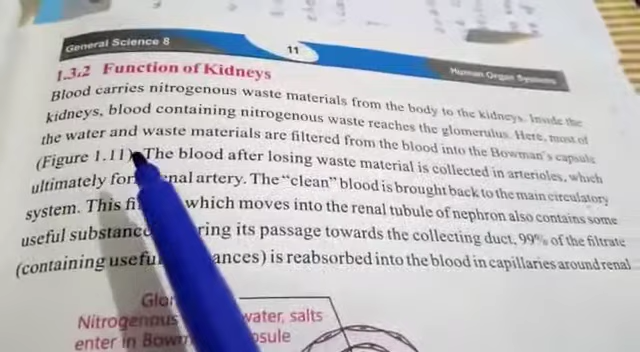 General Science 8
11
Human Organ Systems
1.3.2 Function of Kidneys
Blood carries nitrogenous waste materials from the body to the kidneys. Inside the
kidneys, blood containing nitrogenous waste reaches the glomerulus. Here, most of
the water and waste materials are filtered from the blood into the Bowman's capsule
(Figure 1.11). The blood after losing waste material is collected in arterioles, which
ultimately for nal artery. The "clean" blood is brought back to the main circulatory
system. This fi which moves into the renal tubule of nephron also contains some
useful substanc ring its passage towards the collecting duct, 99% of the filtrate
(containing usefu ances) is reabsorbed into the blood in capillaries around renal
Glo
Nitrogenous water, salts
enter in Bow psule